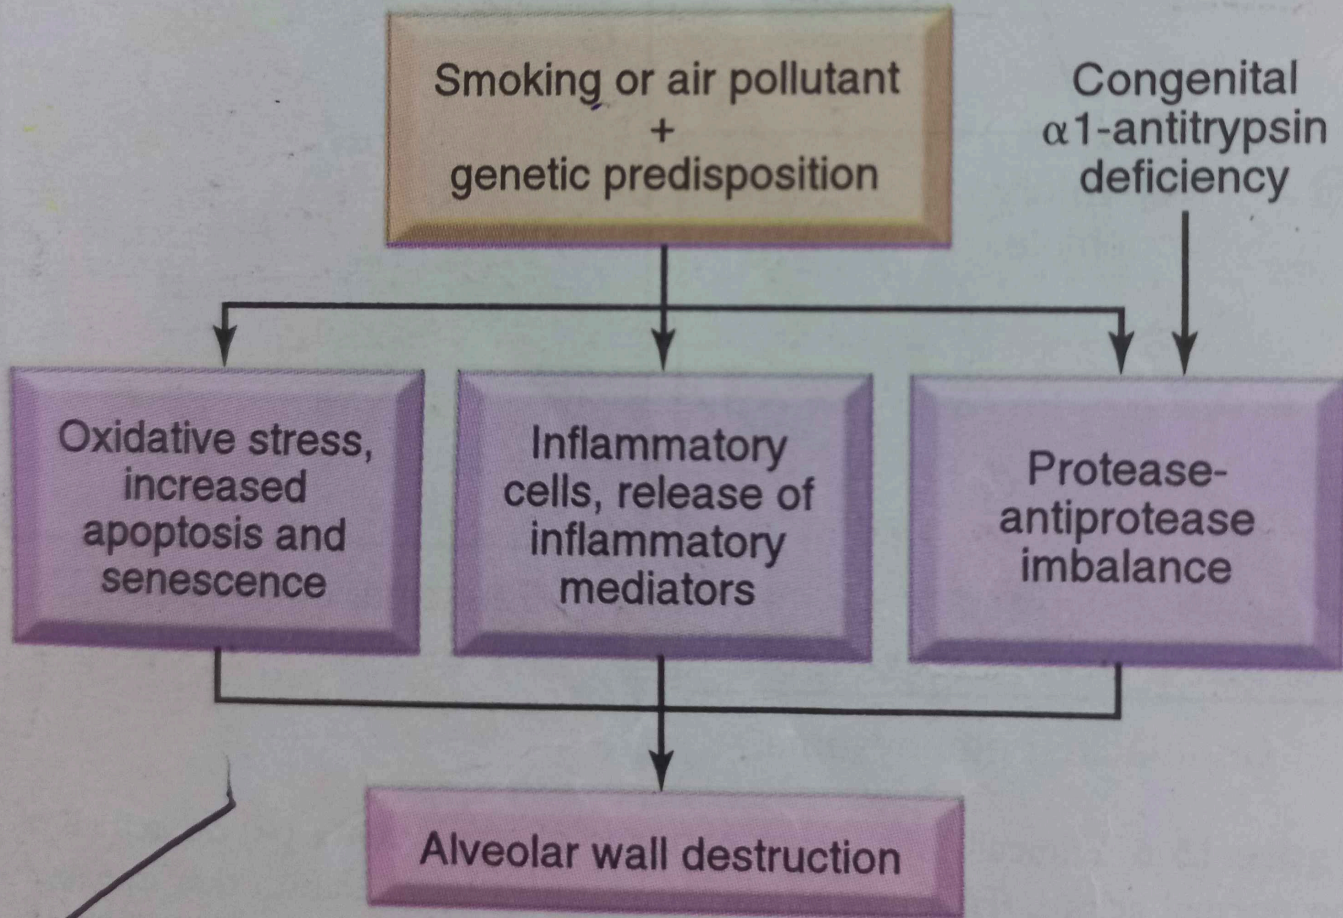 Smoking or air pollutant
+
genetic predisposition
Congenital
α1-antitrypsin
deficiency
Oxidative stress,
increased
apoptosis and
senescence
Inflammatory
cells, release of
inflammatory
mediators
Protease-
antiprotease
imbalance
Alveolar wall destruction